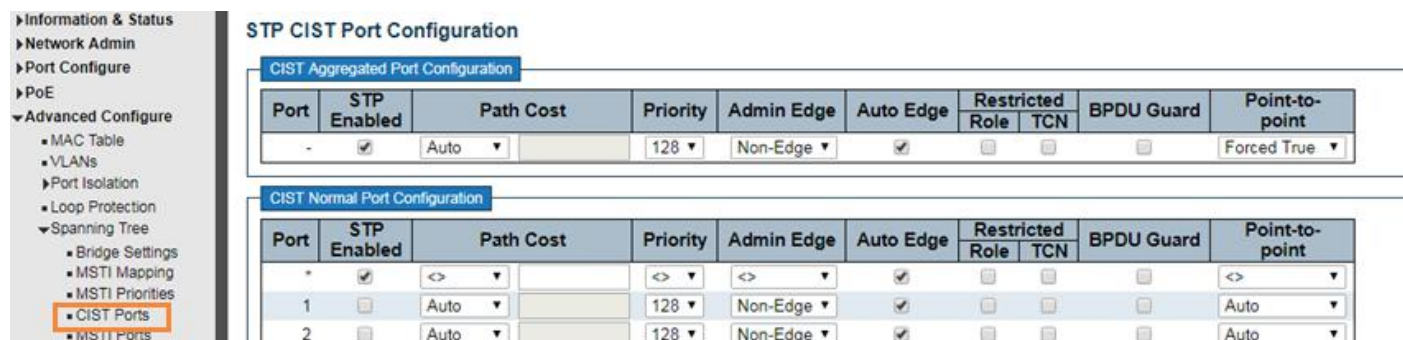 Information & Status
Network Admin
Port Configure
PoE
Advanced Configure
MAC Table
VLANs
Port Isolation
Loop Protection
Spanning Tree
Bridge Settings
MSTI Mapping
MSTI Priorities
CIST Ports
MSTI Ports
STP CIST Port Configuration
CIST Aggregated Port Configuration
Port STP Enabled Path Cost Priority Admin Edge Auto Edge Restricted Role TCN BPDU Guard Point-to-point
- Auto 128 Non-Edge Forced True
CIST Normal Port Configuration
Port STP Enabled Path Cost Priority Admin Edge Auto Edge Restricted Role TCN BPDU Guard Point-to-point
* <> <> <> <>
1 Auto 128 Non-Edge Auto
2 Auto 128 Non-Edge Auto